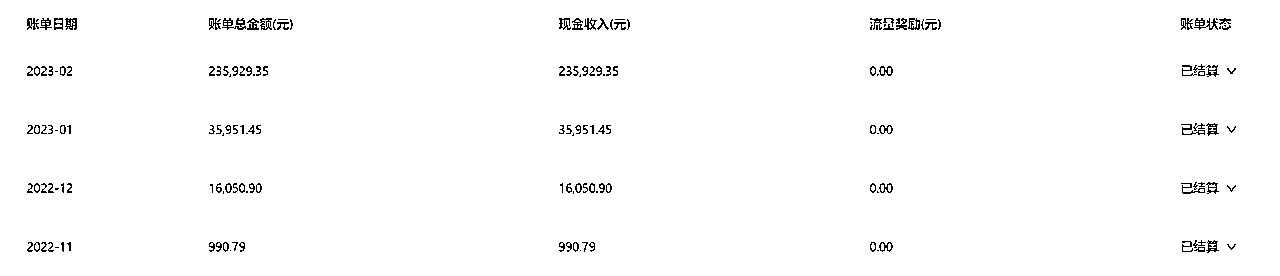 账单日期 账单总金额(元) 现金收入(元) 流量奖励(元) 账单状态
2023-02 235,929.35 235,929.35 0.00 已结算
2023-01 35,951.45 35,951.45 0.00 已结算
2022-12 16,050.90 16,050.90 0.00 已结算
2022-11 990.79 990.79 0.00 已结算